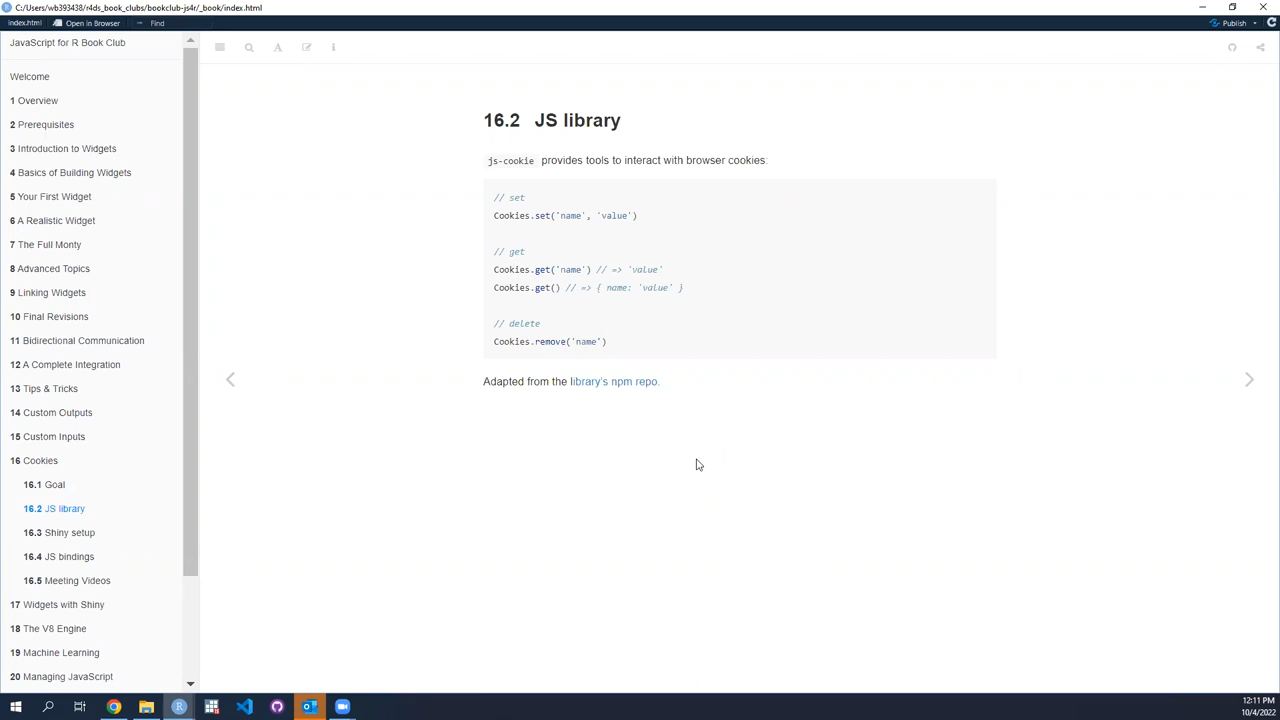 C:/Users/wb393438/r4ds_book_clubs/bookclub-js4r/_book/index.html
index.html
Open in Browser
Find
Publish
JavaScript for R Book Club
Welcome
1 Overview
2 Prerequisites
3 Introduction to Widgets
4 Basics of Building Widgets
5 Your First Widget
6 A Realistic Widget
7 The Full Monty
8 Advanced Topics
9 Linking Widgets
10 Final Revisions
11 Bidirectional Communication
12 A Complete Integration
13 Tips & Tricks
14 Custom Outputs
15 Custom Inputs
16 Cookies
16.1 Goal
16.2 JS library
16.3 Shiny setup
16.4 JS bindings
16.5 Meeting Videos
17 Widgets with Shiny
18 The V8 Engine
19 Machine Learning
20 Managing JavaScript
16.2 JS library
js-cookie provides tools to interact with browser cookies:
// set
Cookies.set('name', 'value')
// get
Cookies.get('name') // => 'value'
Cookies.get() // => { name: 'value' }
// delete
Cookies.remove('name')
Adapted from the library's npm repo.
12:11 PM
10/4/2022